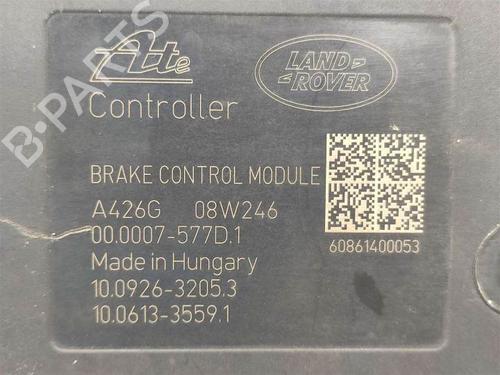 Ate
LAND
ROVER
Controller
BRAKE CONTROL MODULE
A426G 08W246
00.0007-577D.1
Made in Hungary
10.0926-3205.3
10.0613-3559.1
60861400053
B-PARTS